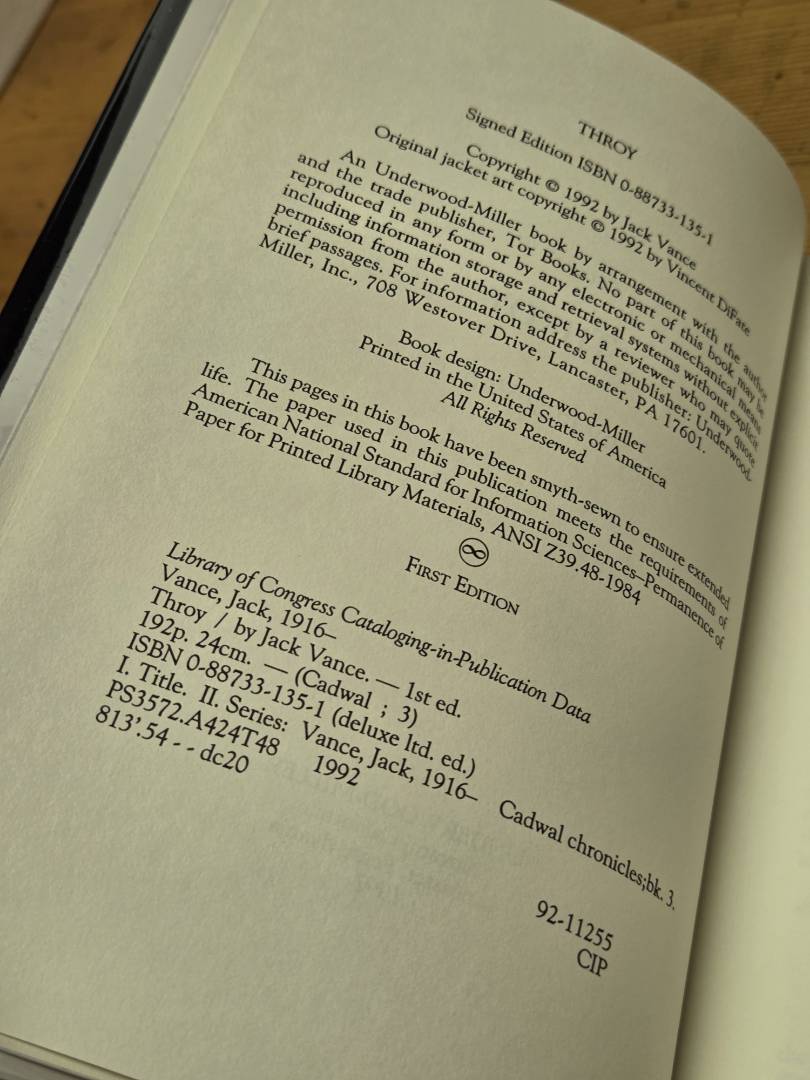 THROY
Signed Edition ISBN 0-88733-135-1
Copyright © 1992 by Jack Vance
Original jacket art copyright © 1992 by Vincent DiFate
An Underwood-Miller book by arrangement with the author
and the trade publisher, Tor Books. No part of this book may be
reproduced in any form or by any electronic or mechanical means
including information storage and retrieval systems without explicit
permission from the author, except by a reviewer who may quote
brief passages. For information address the publisher: Underwood-
Miller, Inc., 708 Westover Drive, Lancaster, PA 17601.
Book design: Underwood-Miller
Printed in the United States of America
All Rights Reserved
This pages in this book have been smyth-sewn to ensure extended
life. The paper used in this publication meets the requirements of
American National Standard for Information Sciences–Permanence of
Paper for Printed Library Materials, ANSI Z39.48-1984
∞
FIRST EDITION
Library of Congress Cataloging-in-Publication Data
Vance, Jack, 1916–
Throy / by Jack Vance. — 1st ed.
192p. 24cm. — (Cadwal ; 3)
ISBN 0-88733-135-1 (deluxe ltd. ed.)
I. Title. II. Series: Vance, Jack, 1916– Cadwal chronicles;bk. 3.
PS3572.A424T48 1992
813'.54 - - dc20
92-11255
CIP